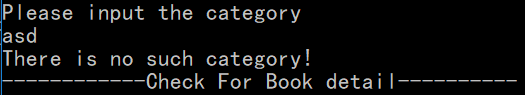 Please input the category
asd
There is no such category!
------------Check For Book detail----------